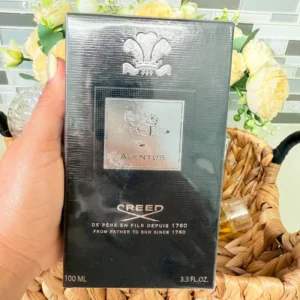 AVENTUS
CREED
DE PÈRE EN FILS DEPUIS 1760
FROM FATHER TO SON SINCE 1760
100 ML 3.3 FL.OZ.